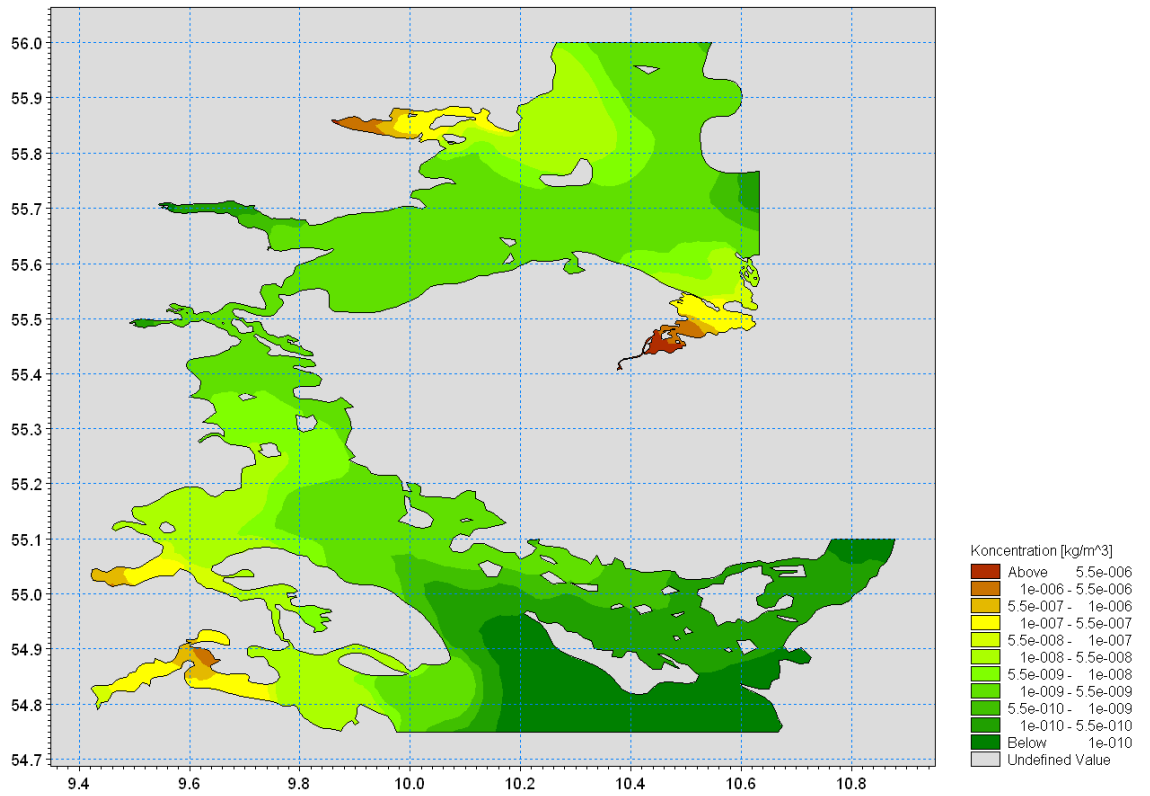 56.0
55.9
55.8
55.7
55.6
55.5
55.4
55.3
55.2
55.1
55.0
54.9
54.8
54.7
9.4 9.6 9.8 10.0 10.2 10.4 10.6 10.8
Koncentration [kg/m^3]
Above 5.5e-006
1e-006 - 5.5e-006
5.5e-007 - 1e-006
1e-007 - 5.5e-007
5.5e-008 - 1e-007
1e-008 - 5.5e-008
5.5e-009 - 1e-008
1e-009 - 5.5e-009
5.5e-010 - 1e-009
1e-010 - 5.5e-010
Below 1e-010
Undefined Value